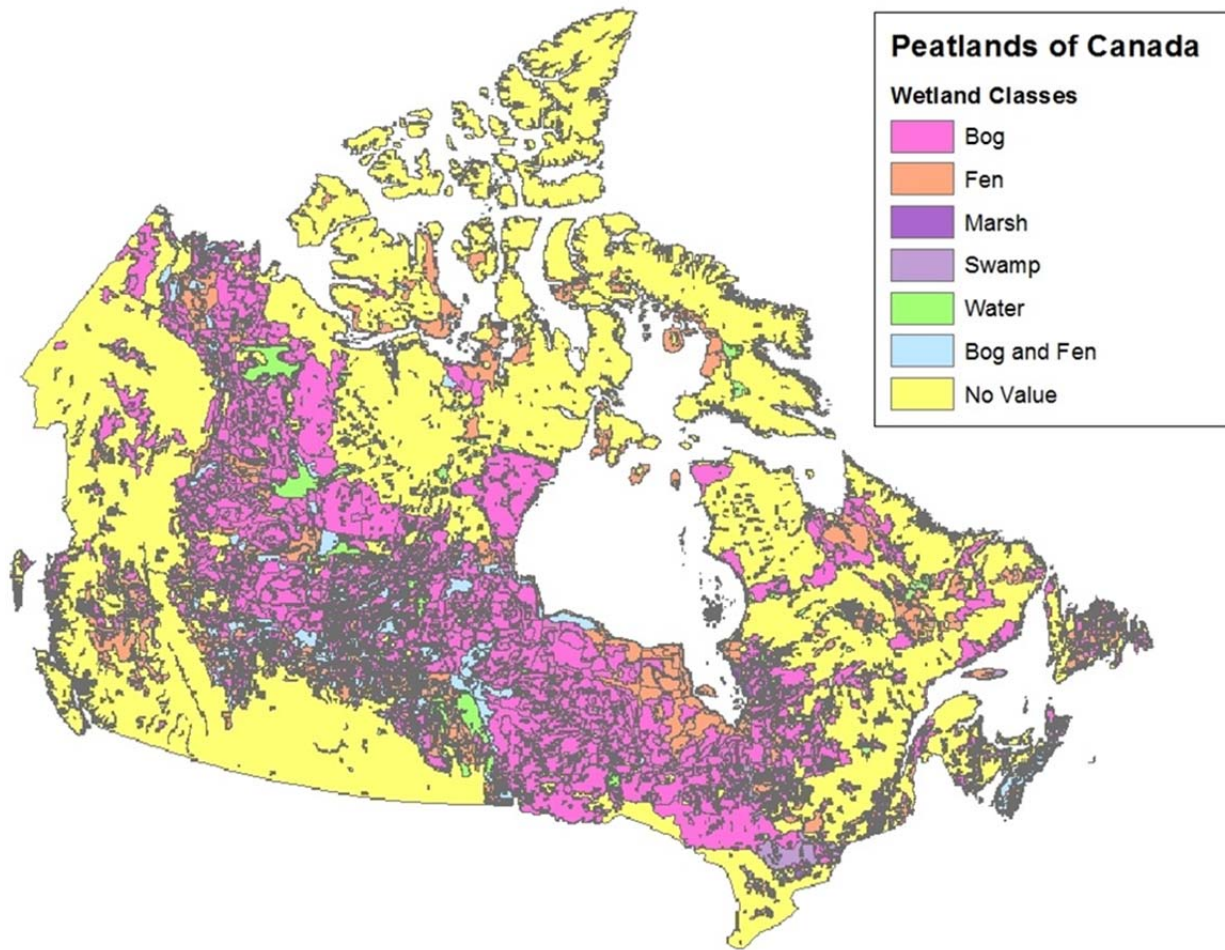 Peatlands of Canada
Wetland Classes
Bog
Fen
Marsh
Swamp
Water
Bog and Fen
No Value